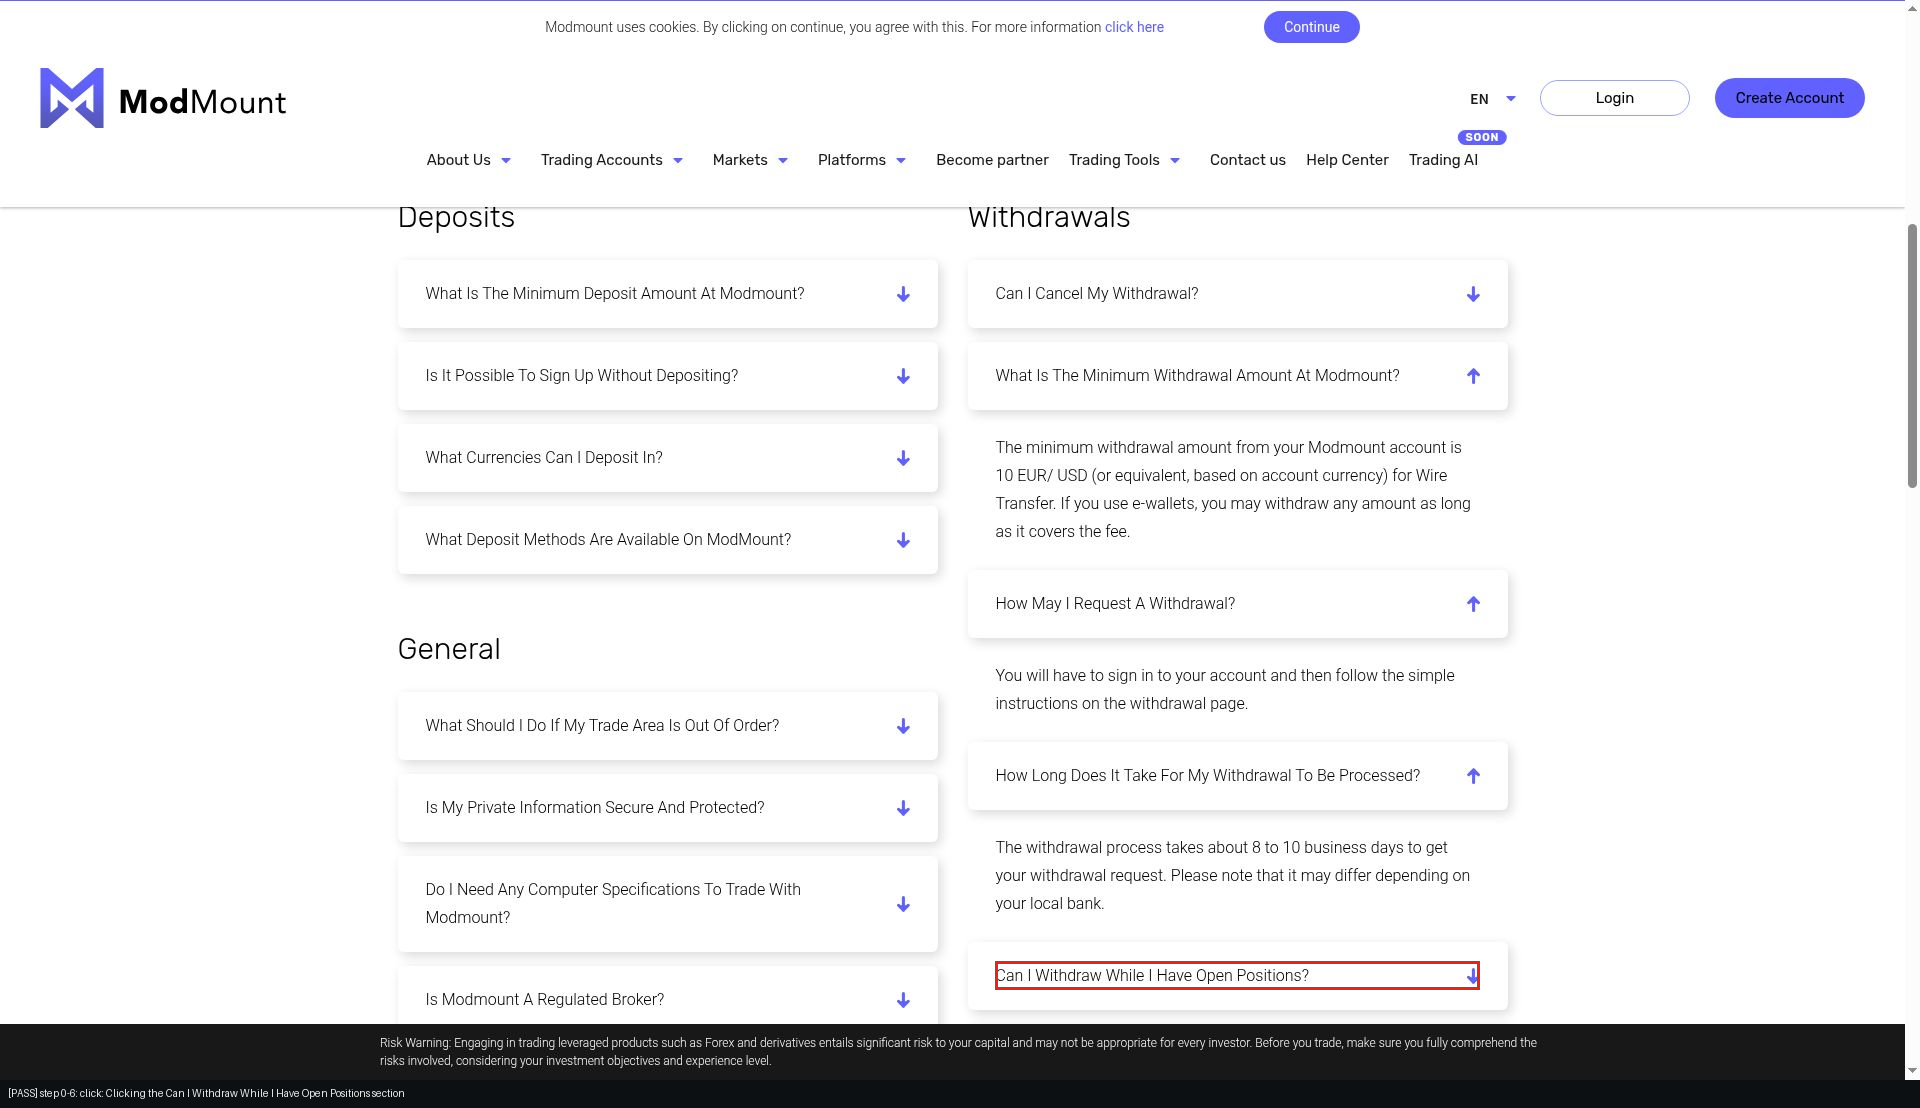 Modmount uses cookies. By clicking on continue, you agree with this. For more information click here
Continue
ModMount
EN
Login
Create Account
SOON
About Us
Trading Accounts
Markets
Platforms
Become partner
Trading Tools
Contact us
Help Center
Trading AI
Deposits
What Is The Minimum Deposit Amount At Modmount?
Is It Possible To Sign Up Without Depositing?
What Currencies Can I Deposit In?
What Deposit Methods Are Available On ModMount?
General
What Should I Do If My Trade Area Is Out Of Order?
Is My Private Information Secure And Protected?
Do I Need Any Computer Specifications To Trade With
Modmount?
Is Modmount A Regulated Broker?
Withdrawals
Can I Cancel My Withdrawal?
What Is The Minimum Withdrawal Amount At Modmount?
The minimum withdrawal amount from your Modmount account is
10 EUR/ USD (or equivalent, based on account currency) for Wire
Transfer. If you use e-wallets, you may withdraw any amount as long
as it covers the fee.
How May I Request A Withdrawal?
You will have to sign in to your account and then follow the simple
instructions on the withdrawal page.
How Long Does It Take For My Withdrawal To Be Processed?
The withdrawal process takes about 8 to 10 business days to get
your withdrawal request. Please note that it may differ depending on
your local bank.
Can I Withdraw While I Have Open Positions?
Risk Warning: Engaging in trading leveraged products such as Forex and derivatives entails significant risk to your capital and may not be appropriate for every investor. Before you trade, make sure you fully comprehend the
risks involved, considering your investment objectives and experience level.
[PASS] step 0-6: click: Clicking the Can I Withdraw While I Have Open Positions section